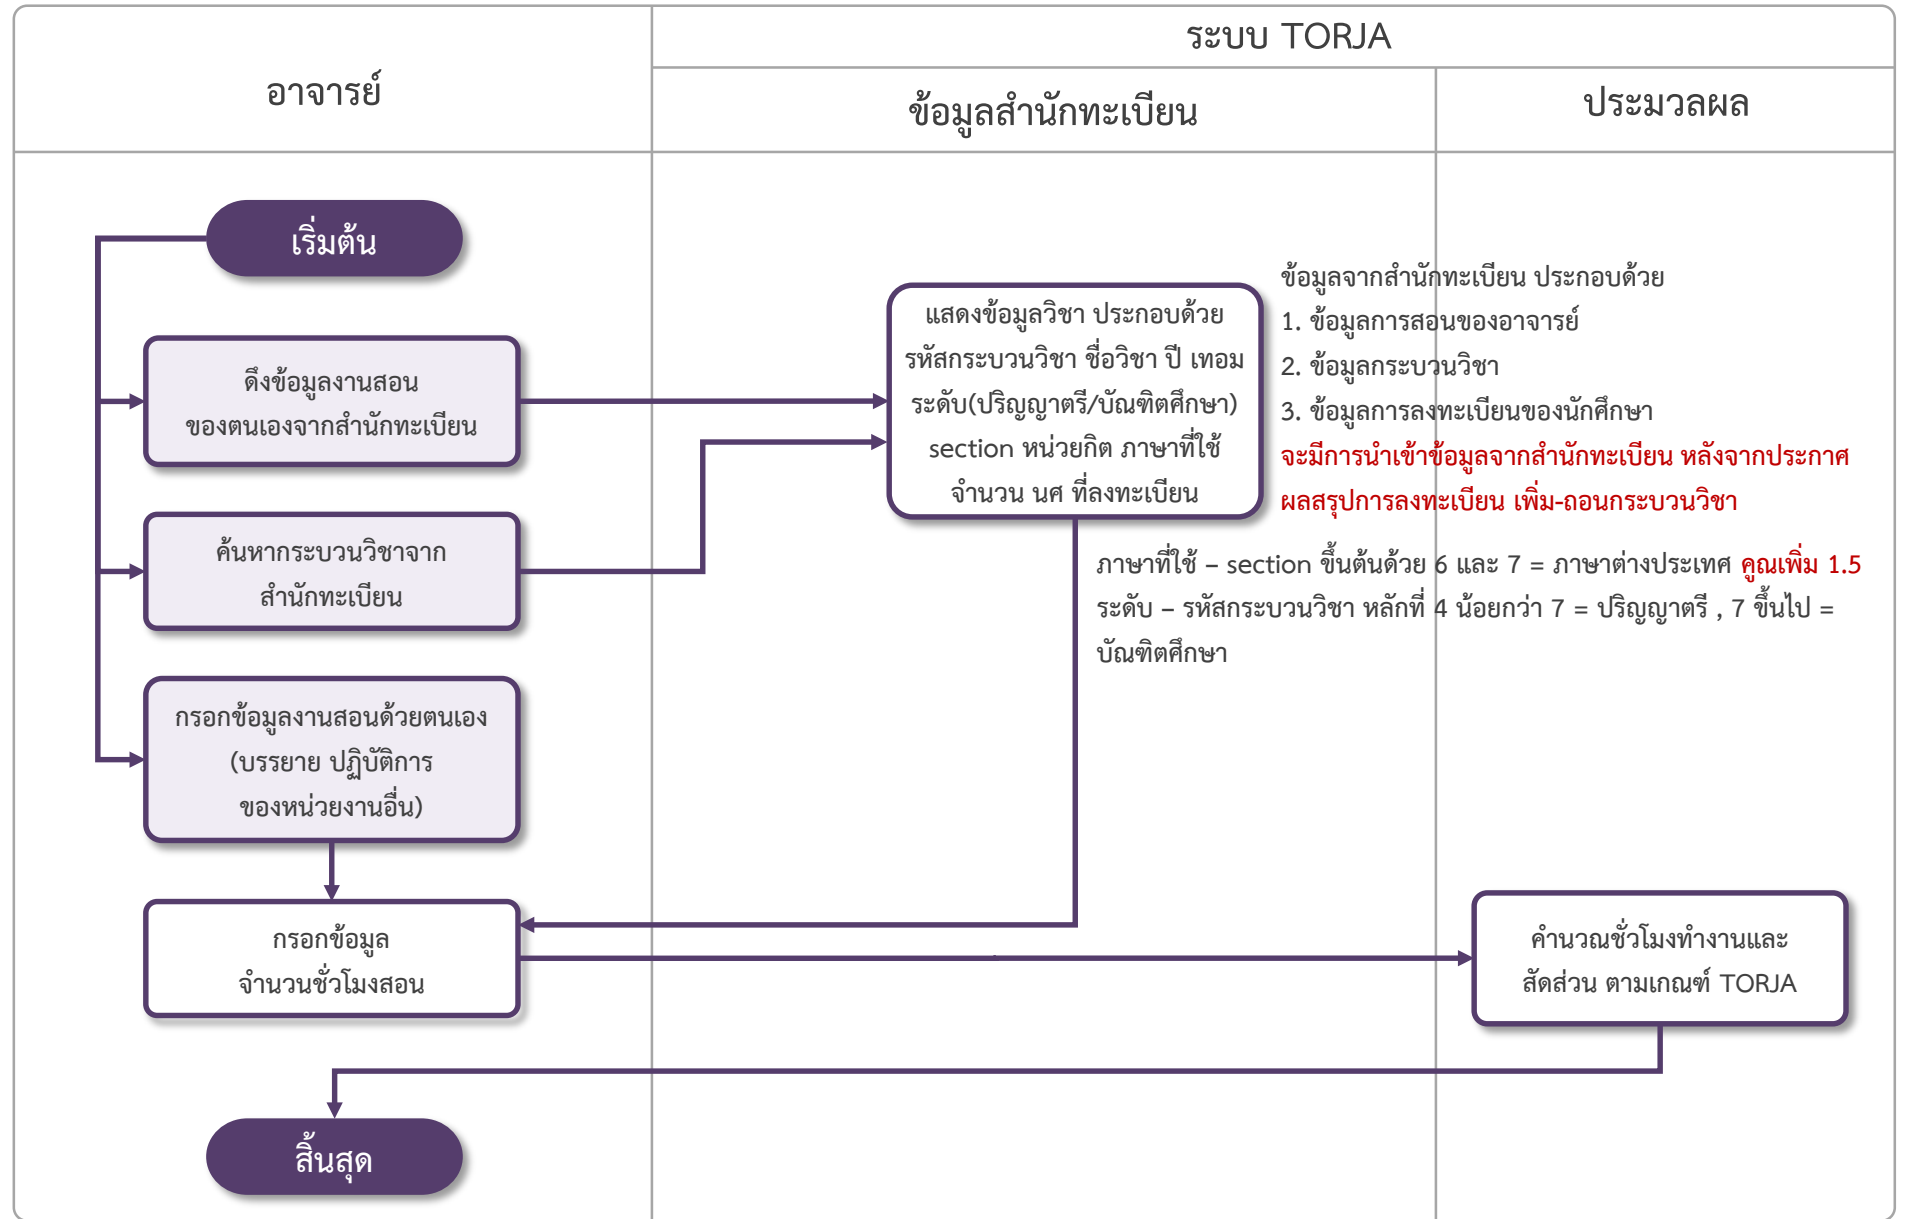 ระบบ TORJA
อาจารย์
ข้อมูลสำนักทะเบียน
ประมวลผล
เริ่มต้น
ดึงข้อมูลงานสอน
ของตนเองจากสำนักทะเบียน
ค้นหากระบวนวิชาจาก
สำนักทะเบียน
กรอกข้อมูลงานสอนด้วยตนเอง
(บรรยาย ปฏิบัติการ
ของหน่วยงานอื่น)
กรอกข้อมูล
จำนวนชั่วโมงสอน
สิ้นสุด
แสดงข้อมูลวิชา ประกอบด้วย
รหัสกระบวนวิชา ชื่อวิชา ปี เทอม
ระดับ(ปริญญาตรี/บัณฑิตศึกษา)
section หน่วยกิต ภาษาที่ใช้
จำนวน นศ ที่ลงทะเบียน
ข้อมูลจากสำนักทะเบียน ประกอบด้วย
1. ข้อมูลการสอนของอาจารย์
2. ข้อมูลกระบวนวิชา
3. ข้อมูลการลงทะเบียนของนักศึกษา
จะมีการนำเข้าข้อมูลจากสำนักทะเบียน หลังจากประกาศ
ผลสรุปการลงทะเบียน เพิ่ม-ถอนกระบวนวิชา
ภาษาที่ใช้ – section ขึ้นต้นด้วย 6 และ 7 = ภาษาต่างประเทศ คูณเพิ่ม 1.5
ระดับ – รหัสกระบวนวิชา หลักที่ 4 น้อยกว่า 7 = ปริญญาตรี , 7 ขึ้นไป =
บัณฑิตศึกษา
คำนวณชั่วโมงทำงานและ
สัดส่วน ตามเกณฑ์ TORJA